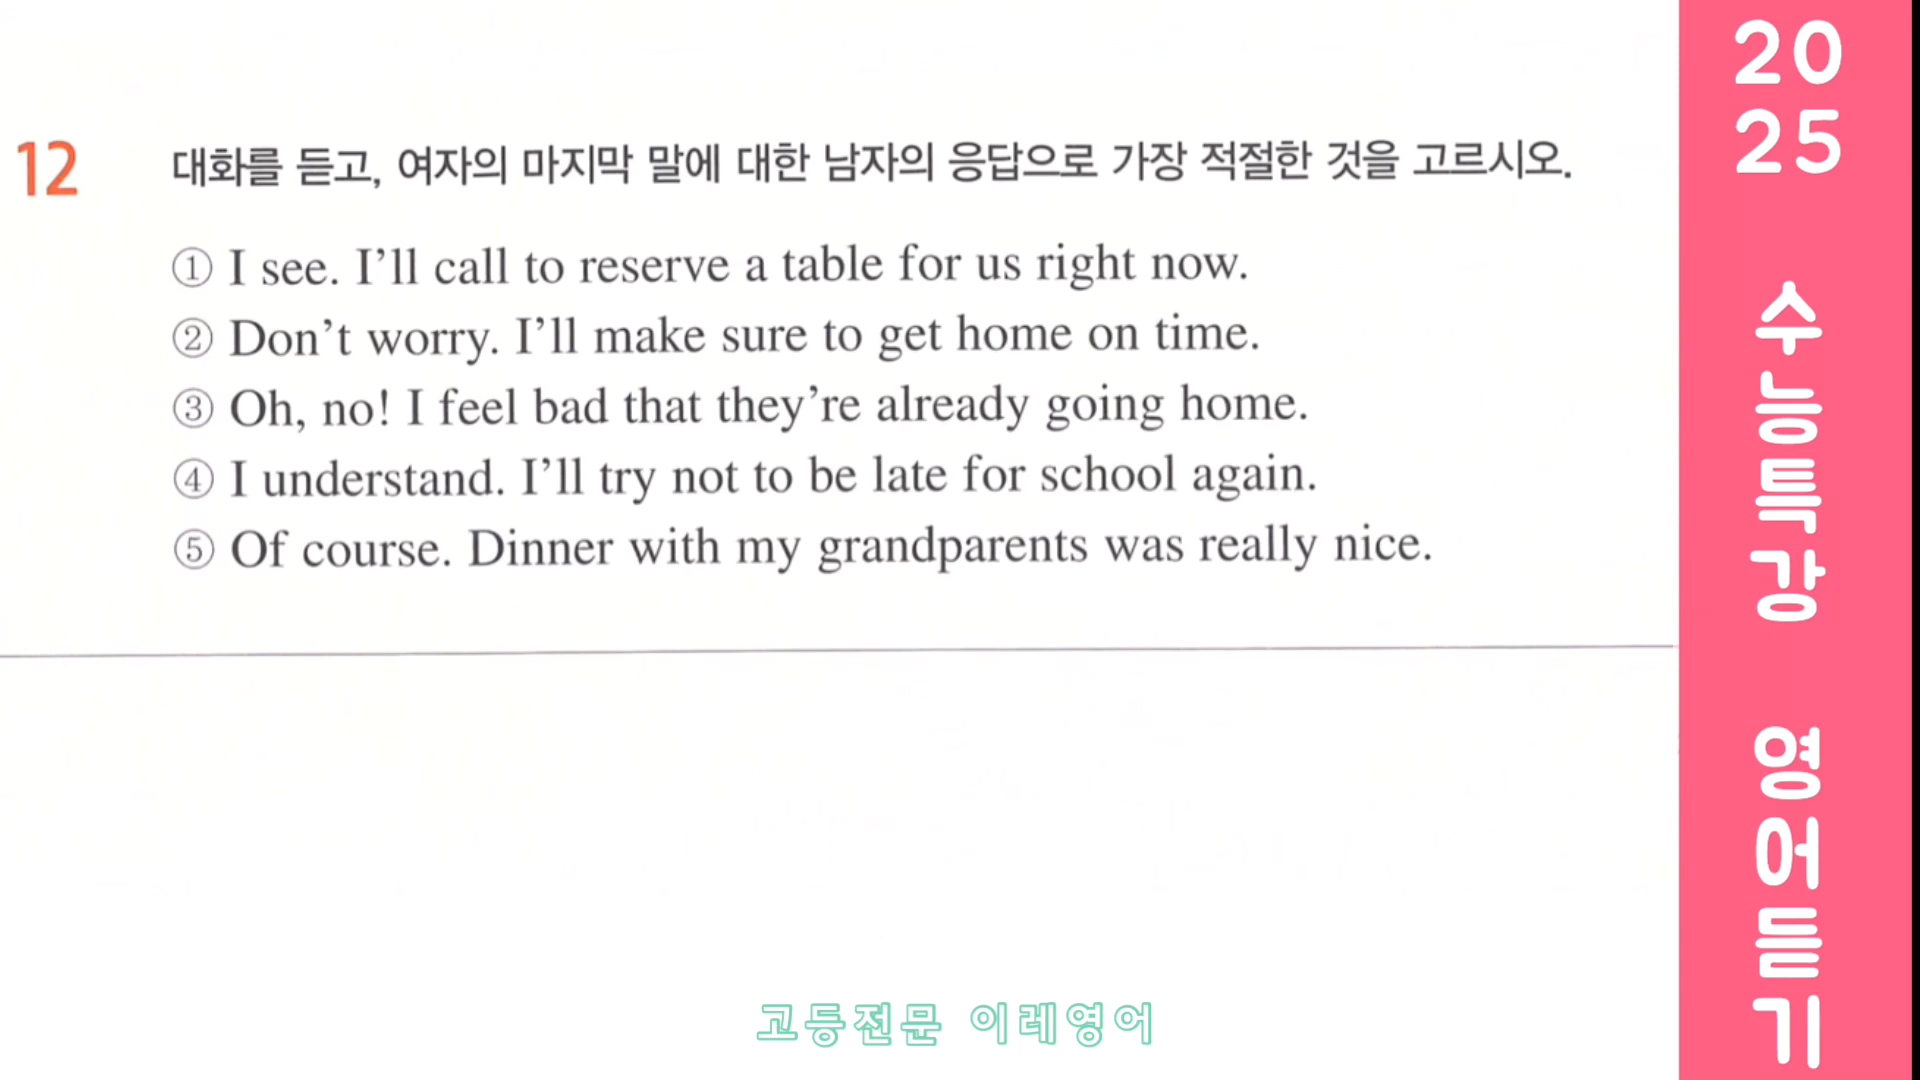 12 대화를 듣고, 여자의 마지막 말에 대한 남자의 응답으로 가장 적절한 것을 고르시오.
① I see. I’ll call to reserve a table for us right now.
② Don’t worry. I’ll make sure to get home on time.
③ Oh, no! I feel bad that they’re already going home.
④ I understand. I’ll try not to be late for school again.
⑤ Of course. Dinner with my grandparents was really nice.
고등전문 이레영어
20
25
수능특강
영어듣기